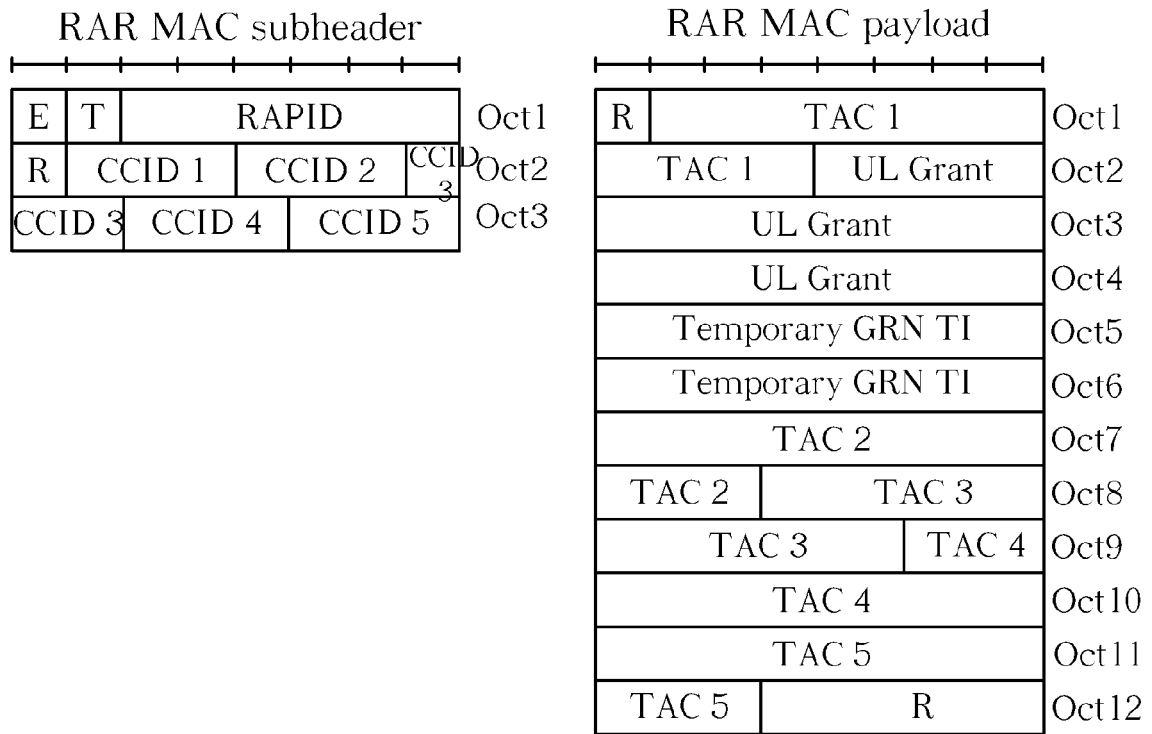 RAR MAC subheader
E T RAPID Oct1
R CCID 1 CCID 2 CCID 3 Oct2
CCID 3 CCID 4 CCID 5 Oct3
RAR MAC payload
R TAC 1 Oct1
TAC 1 UL Grant Oct2
UL Grant Oct3
UL Grant Oct4
Temporary GRN TI Oct5
Temporary GRN TI Oct6
TAC 2 Oct7
TAC 2 TAC 3 Oct8
TAC 3 TAC 4 Oct9
TAC 4 Oct10
TAC 5 Oct11
TAC 5 R Oct12